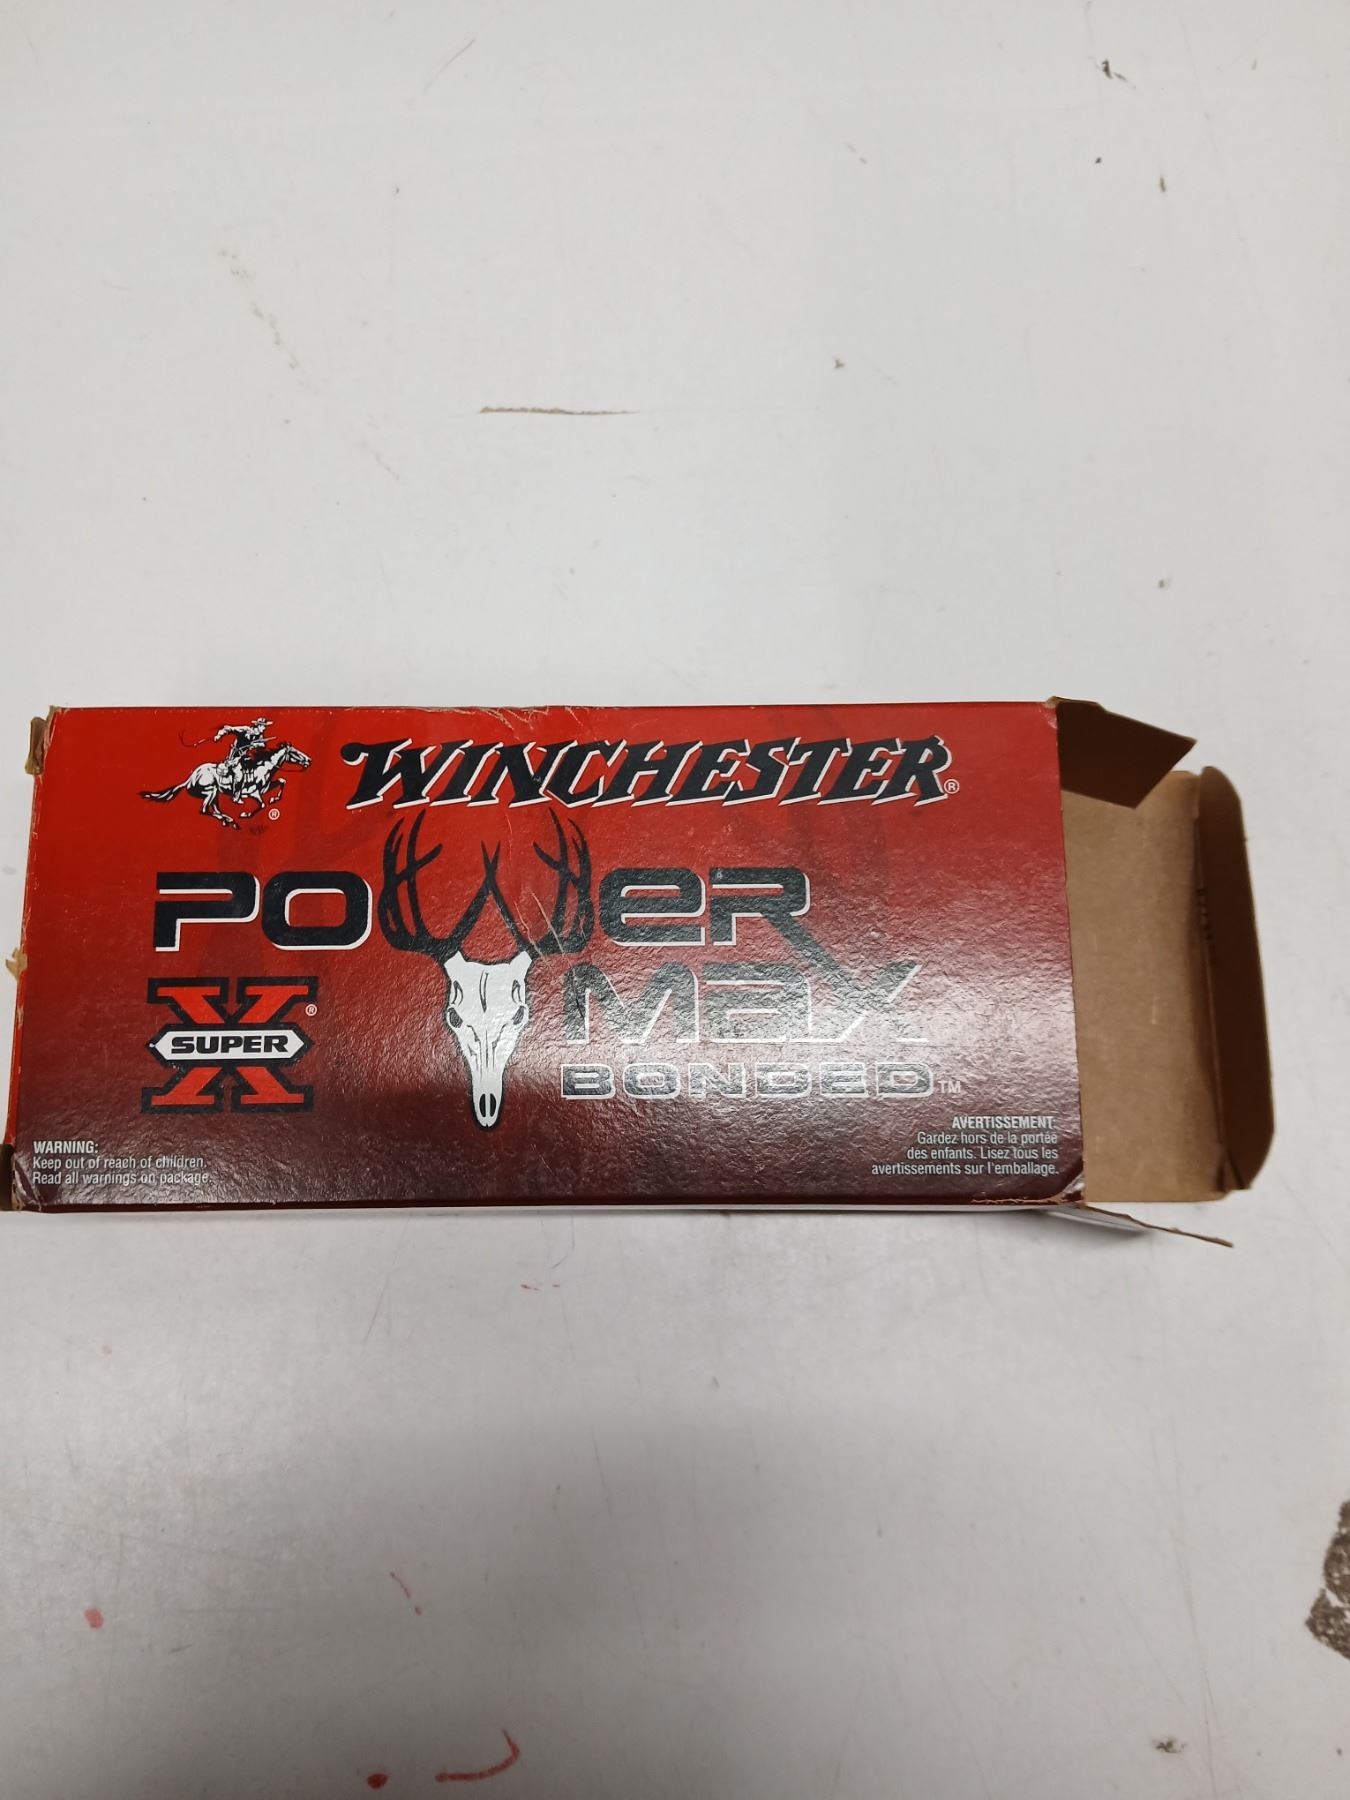 WINCHESTER®
®
POWER
MAX
BONDED™
X®
SUPER
WARNING:
Keep out of reach of children.
Read all warnings on package.
AVERTISSEMENT:
Gardez hors de la portée
des enfants. Lisez tous les
avertissements sur l'emballage.